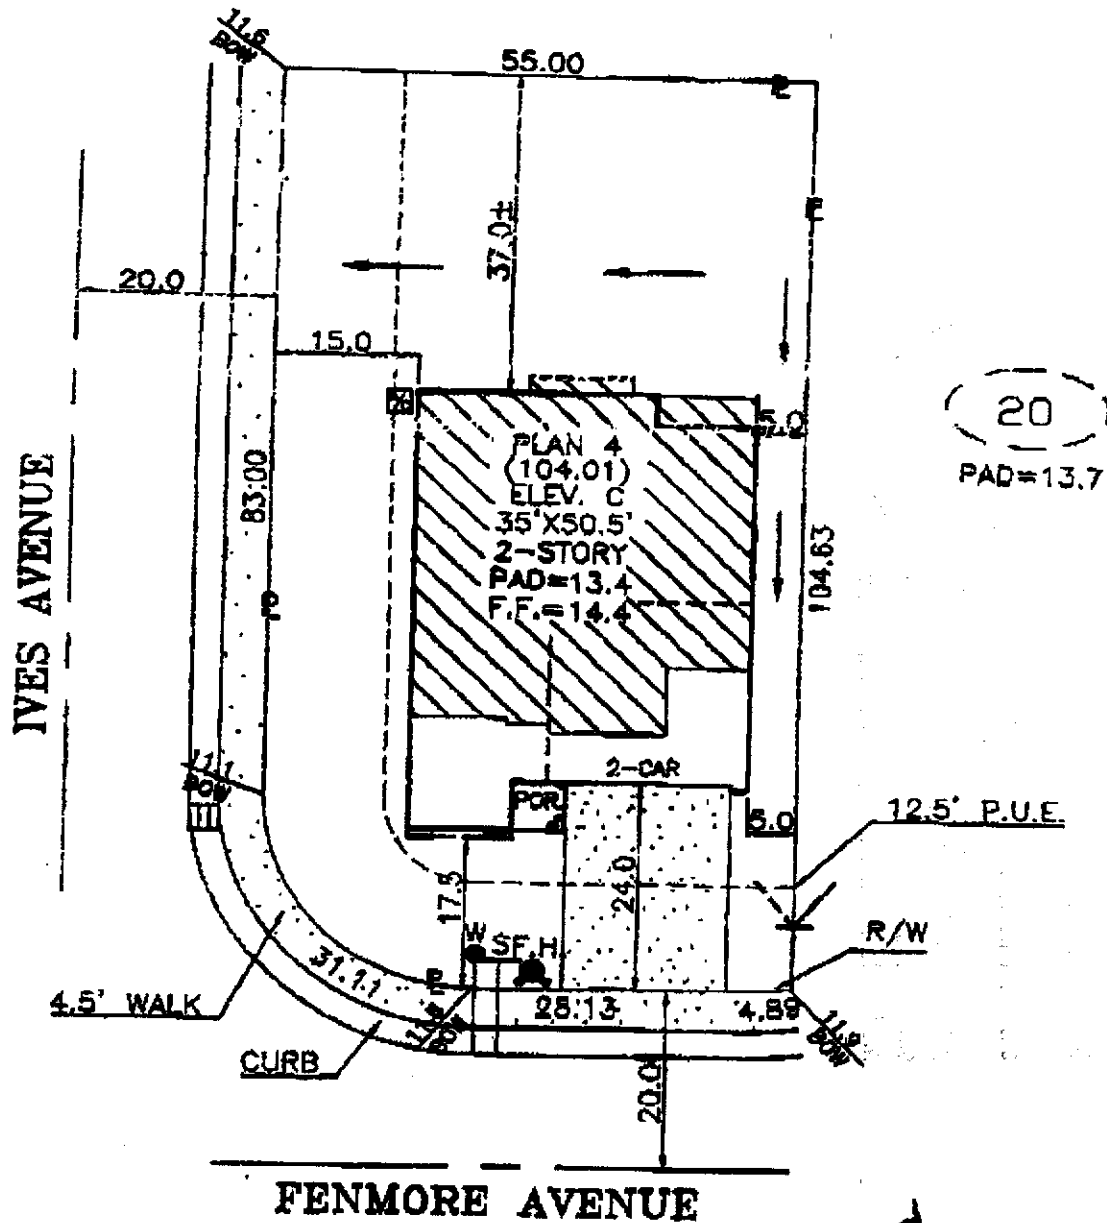 11.6
BOW
55.00
P
P
37.0±
20.0
15.0
20
PAD=13.7
PLAN 4
(104.01)
ELEV. C
35'X50.5'
2-STORY
PAD=13.4
F.F.=14.4
83.00
104.63
IVES AVENUE
P
11.1
BOW
2-CAR
POR.
5.0
12.5' P.U.E.
17.5
24.0
R/W
W
S
F.H
31.11
P
28.13
4.89
4.5' WALK
BOW
CURB
20.0
FENMORE AVENUE